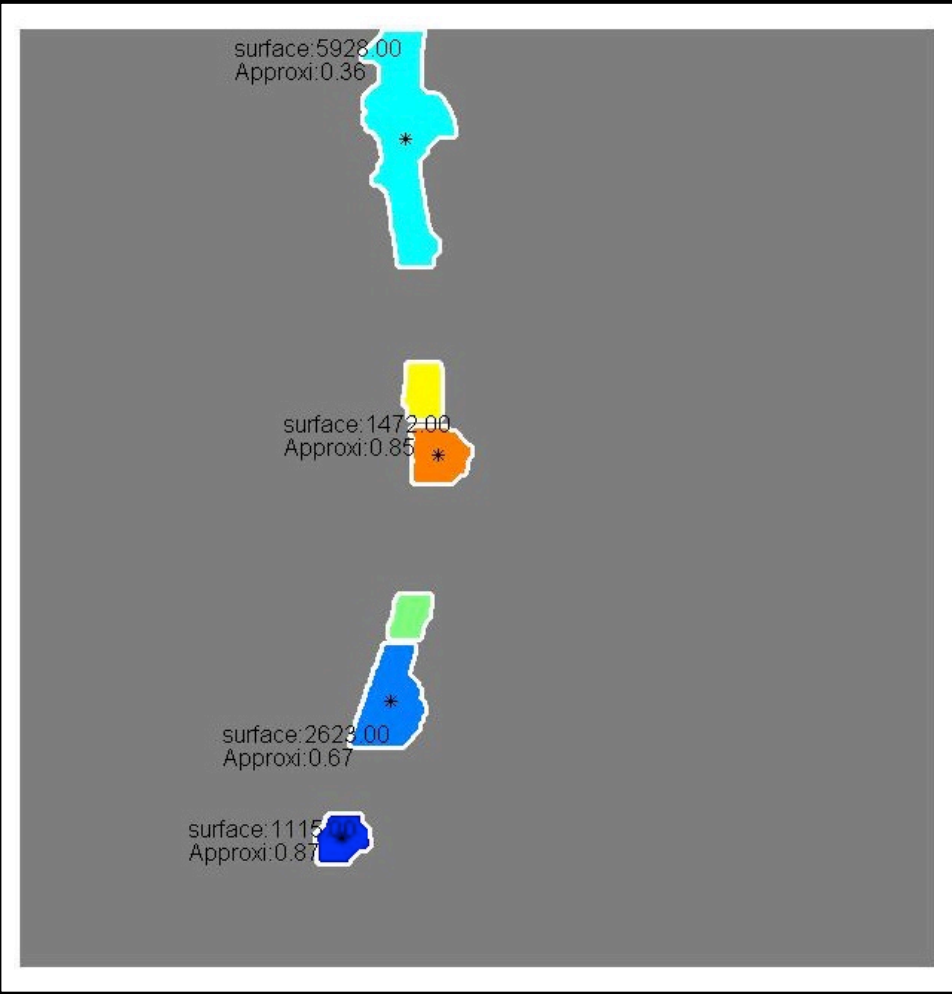 surface:5928.00
Approxi:0.36
surface:1472.00
Approxi:0.85
surface:2623.00
Approxi:0.67
surface:1115.00
Approxi:0.87